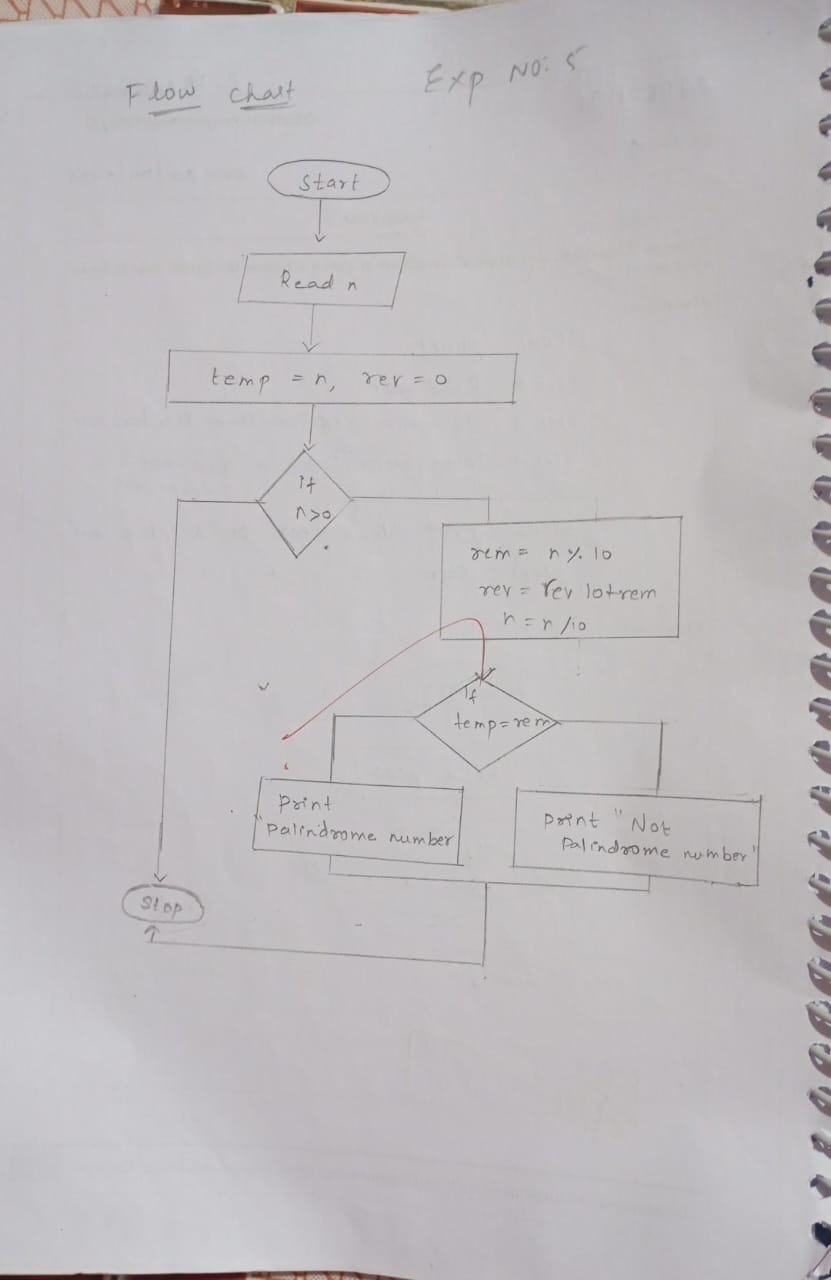 Flow chart
Exp No: 5
Start
Read n
temp = n, rev = 0
If
n>0
rem = n % 10
rev = rev 10+rem
n = n /10
If
temp = rem
Print
"Palindrome number
print "Not
Palindrome number"
Stop